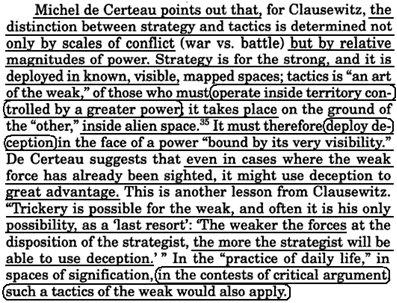 Michel de Certeau points out that, for Clausewitz, the
distinction between strategy and tactics is determined not
only by scales of conflict (war vs. battle) but by relative
magnitudes of power. Strategy is for the strong, and it is
deployed in known, visible, mapped spaces; tactics is “an art
of the weak,” of those who must operate inside territory con-
trolled by a greater power; it takes place on the ground of
the “other,” inside alien space.³⁵ It must therefore deploy de-
ception in the face of a power “bound by its very visibility.”
De Certeau suggests that even in cases where the weak
force has already been sighted, it might use deception to
great advantage. This is another lesson from Clausewitz.
“Trickery is possible for the weak, and often it is his only
possibility, as a ‘last resort’: ‘The weaker the forces at the
disposition of the strategist, the more the strategist will be
able to use deception.’ ” In the “practice of daily life,” in
spaces of signification, in the contests of critical argument,
such a tactics of the weak would also apply.